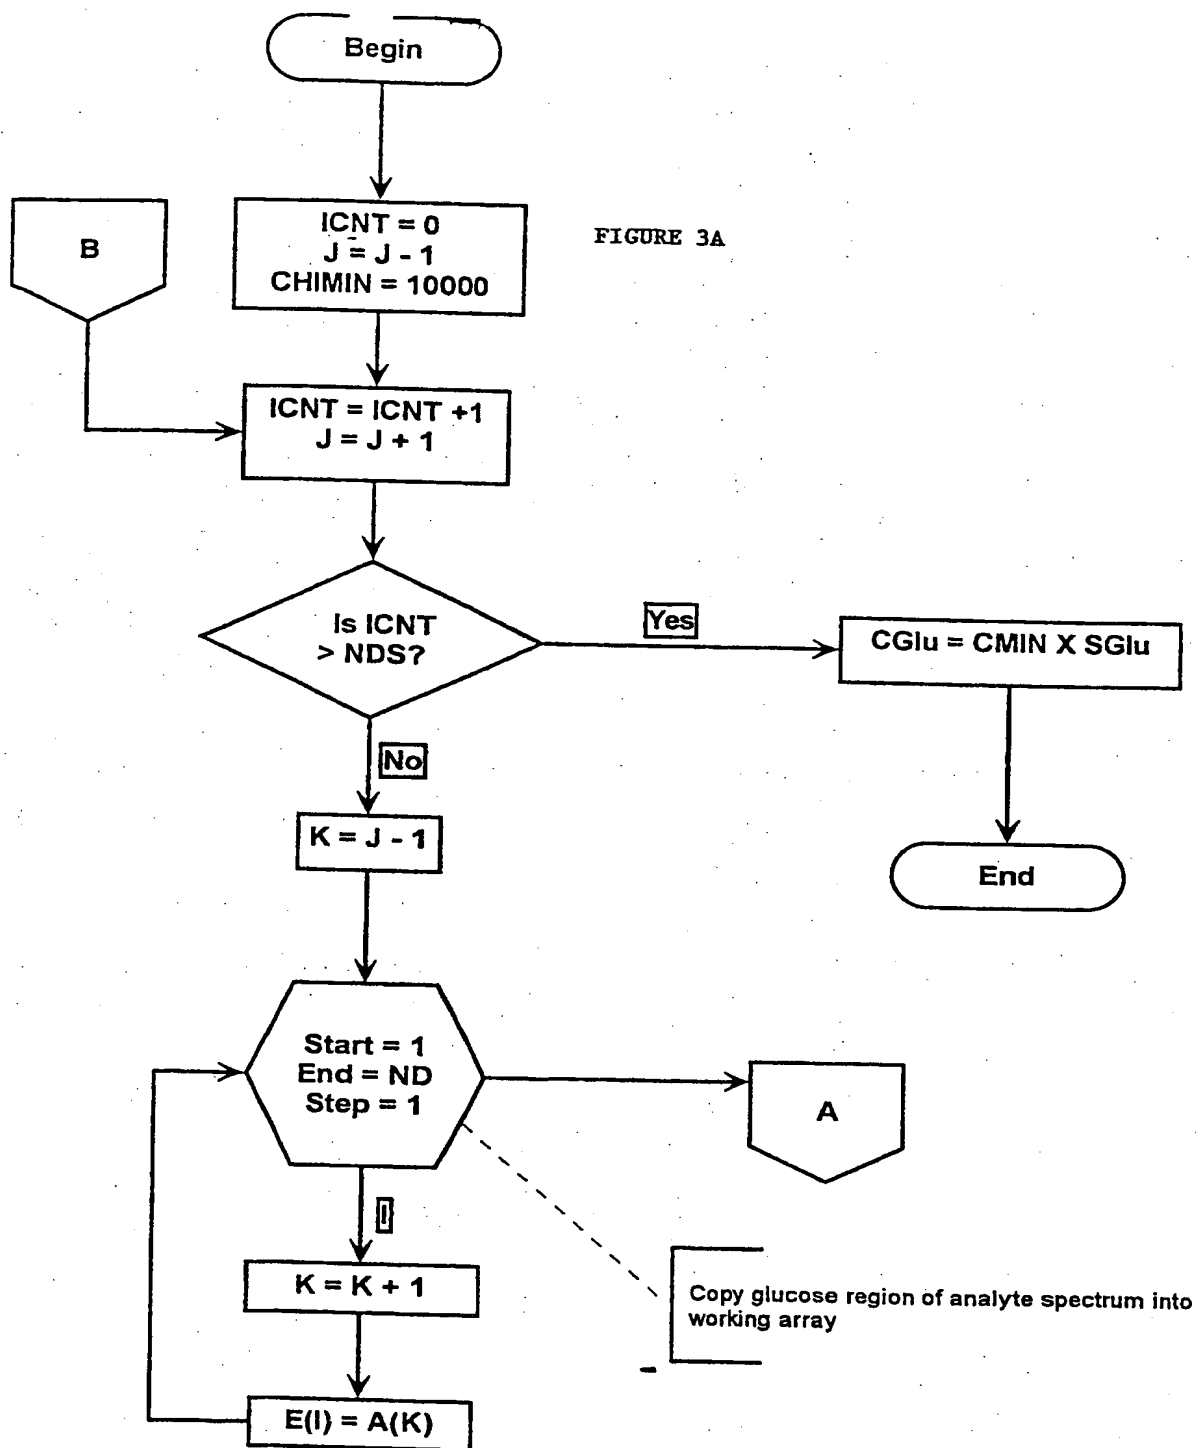 Begin
ICNT = 0
J = J - 1
CHIMIN = 10000
FIGURE 3A
B
ICNT = ICNT +1
J = J + 1
Is ICNT
> NDS?
Yes
CGlu = CMIN X SGlu
No
K = J - 1
End
Start = 1
End = ND
Step = 1
A
I
K = K + 1
Copy glucose region of analyte spectrum into
working array
E(I) = A(K)